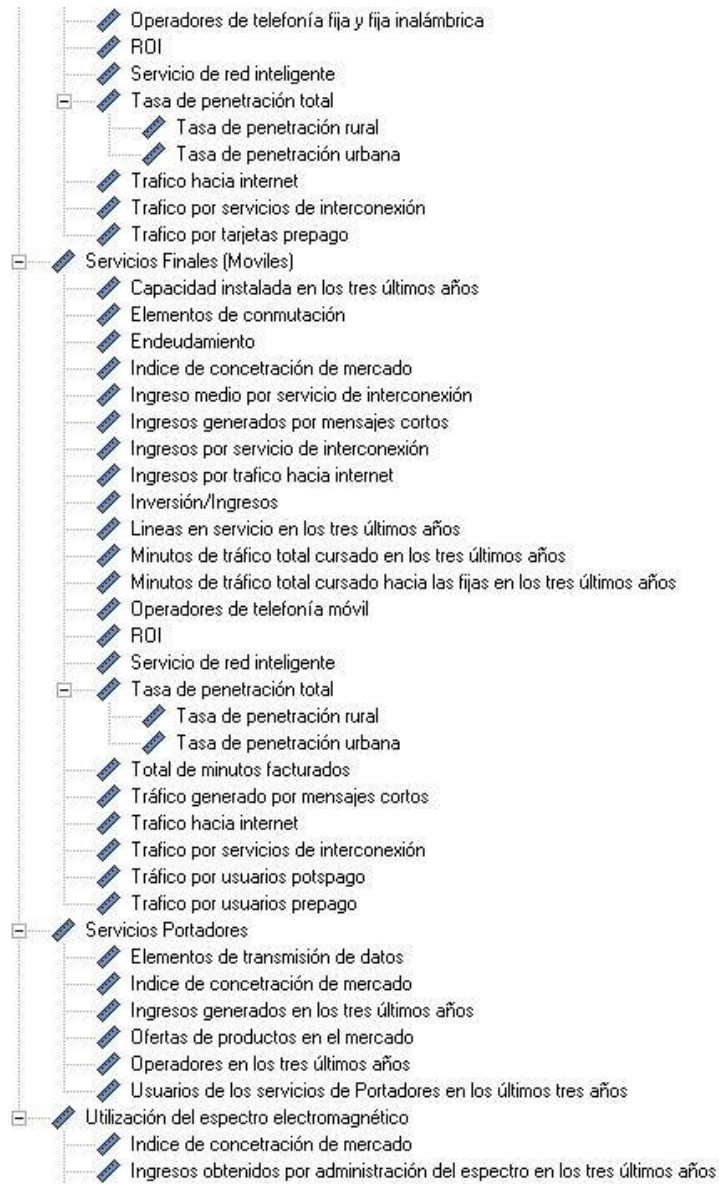 Operadores de telefonía fija y fija inalámbrica
ROI
Servicio de red inteligente
Tasa de penetración total
Tasa de penetración rural
Tasa de penetración urbana
Trafico hacia internet
Trafico por servicios de interconexión
Trafico por tarjetas prepago
Servicios Finales (Moviles)
Capacidad instalada en los tres últimos años
Elementos de conmutación
Endeudamiento
Indice de concetración de mercado
Ingreso medio por servicio de interconexión
Ingresos generados por mensajes cortos
Ingresos por servicio de interconexión
Ingresos por trafico hacia internet
Inversión/Ingresos
Lineas en servicio en los tres últimos años
Minutos de tráfico total cursado en los tres últimos años
Minutos de tráfico total cursado hacia las fijas en los tres últimos años
Operadores de telefonía móvil
ROI
Servicio de red inteligente
Tasa de penetración total
Tasa de penetración rural
Tasa de penetración urbana
Total de minutos facturados
Tráfico generado por mensajes cortos
Trafico hacia internet
Trafico por servicios de interconexión
Tráfico por usuarios potspago
Trafico por usuarios prepago
Servicios Portadores
Elementos de transmisión de datos
Indice de concetración de mercado
Ingresos generados en los tres últimos años
Ofertas de productos en el mercado
Operadores en los tres últimos años
Usuarios de los servicios de Portadores en los últimos tres años
Utilización del espectro electromagnético
Indice de concetración de mercado
Ingresos obtenidos por administración del espectro en los tres últimos años